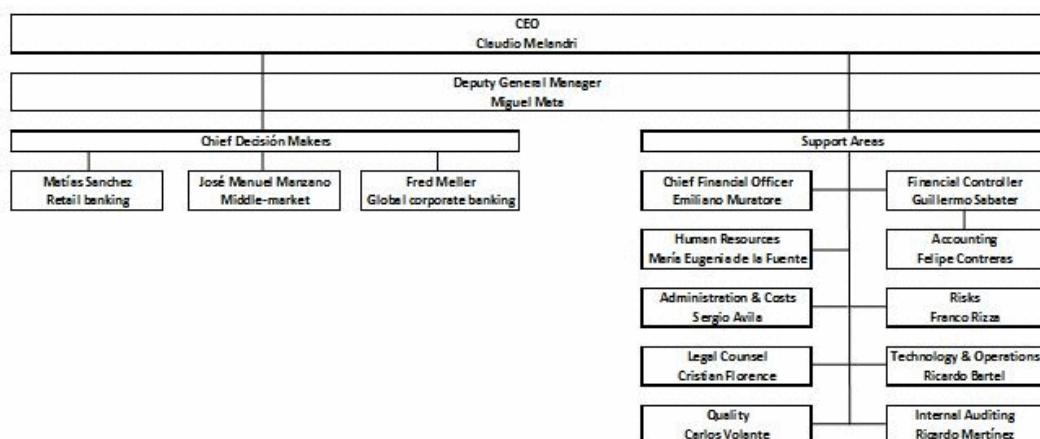 CEO
Claudio Melandri
Deputy General Manager
Miguel Mata
Chief Decisión Makers
Support Areas
Matías Sanchez
Retail banking
José Manuel Manzano
Middle-market
Fred Meller
Global corporate banking
Chief Financial Officer
Emiliano Muratore
Financial Controller
Guillermo Sabater
Human Resources
María Eugenia de la Fuente
Accounting
Felipe Contreras
Administration & Costs
Sergio Avila
Risks
Franco Rizza
Legal Counsel
Cristian Florence
Technology & Operations
Ricardo Bartel
Quality
Carlos Volante
Internal Auditing
Ricardo Martínez